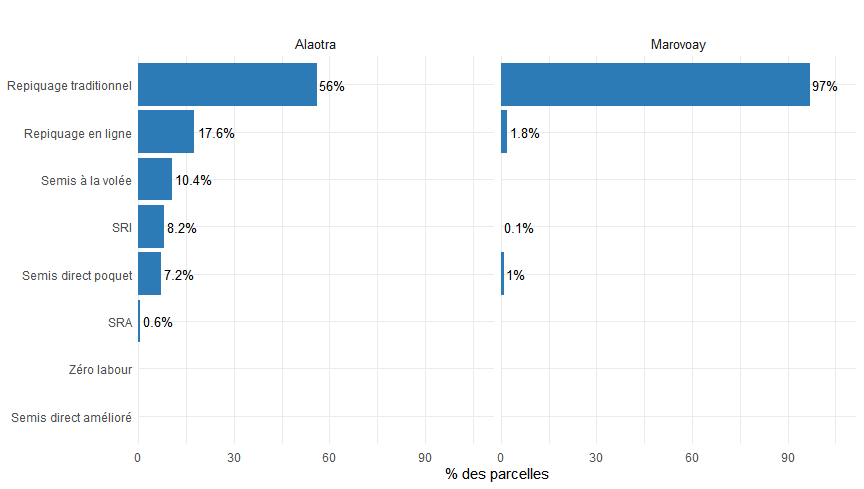 Alaotra Marovoay
Repiquage traditionnel 56% 97%
Repiquage en ligne 17.6% 1.8%
Semis à la volée 10.4%
SRI 8.2% 0.1%
Semis direct poquet 7.2% 1%
SRA 0.6%
Zéro labour
Semis direct amélioré
0 30 60 90 0 30 60 90
% des parcelles